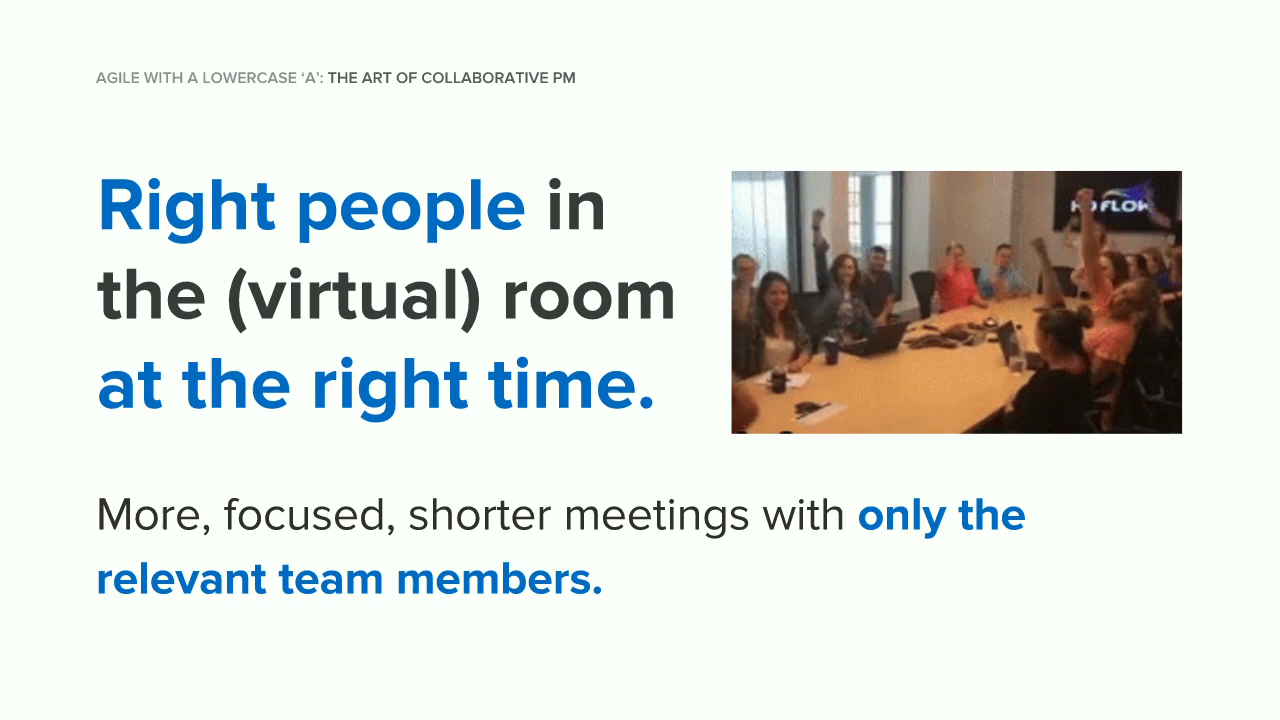 AGILE WITH A LOWERCASE ‘A’: THE ART OF COLLABORATIVE PM
Right people in
the (virtual) room
at the right time.
FLOW
More, focused, shorter meetings with only the
relevant team members.